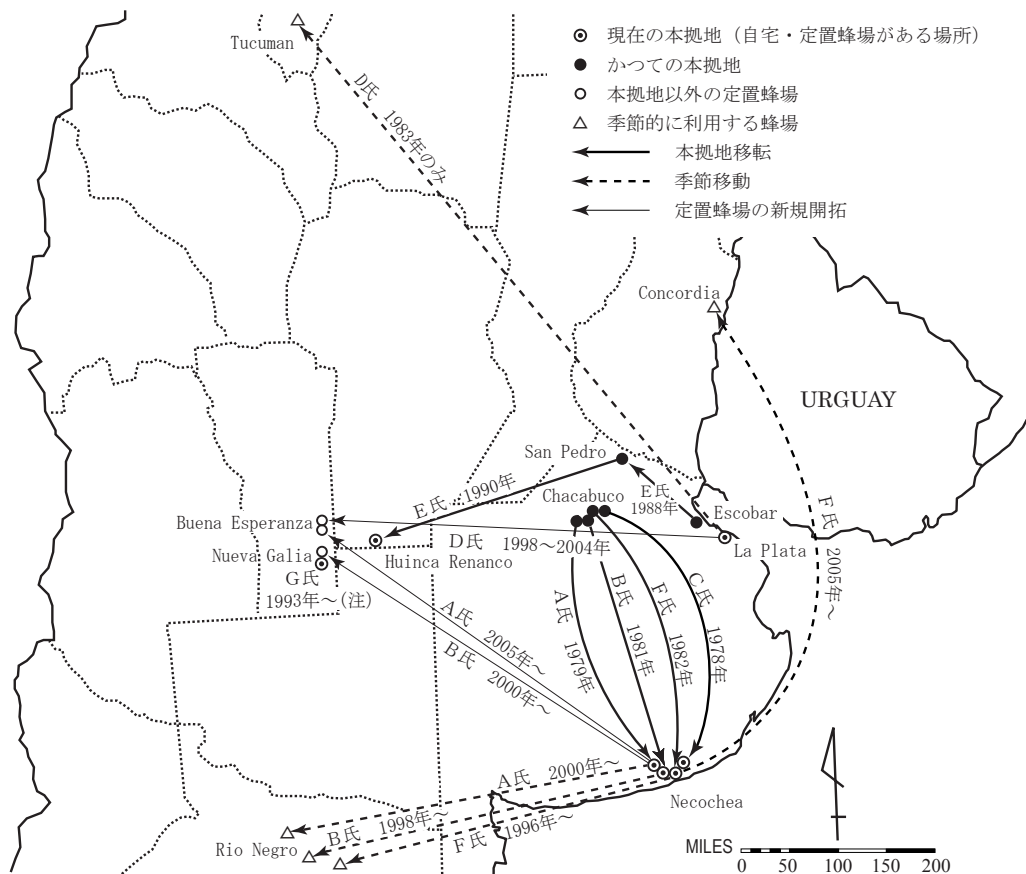 Tucuman
現在の本拠地（自宅・定置蜂場がある場所）
かつての本拠地
本拠地以外の定置蜂場
季節的に利用する蜂場
本拠地移転
季節移動
定置蜂場の新規開拓
D氏 1983年のみ
Concordia
URGUAY
San Pedro
E氏 1990年
Chacabuco
E氏
1988年
Escobar
F氏 2005年～
Buena Esperanza
D氏 1998～2004年
La Plata
Nueva Galia
Huinca Renanco
G氏
1993年～(注)
A氏 2005年～
B氏 2000年～
A氏 1979年
B氏 1981年
F氏 1982年
C氏 1978年
A氏 2000年～
Necochea
B氏 1998年～
F氏 1996年～
Rio Negro
MILES
0 50 100 200